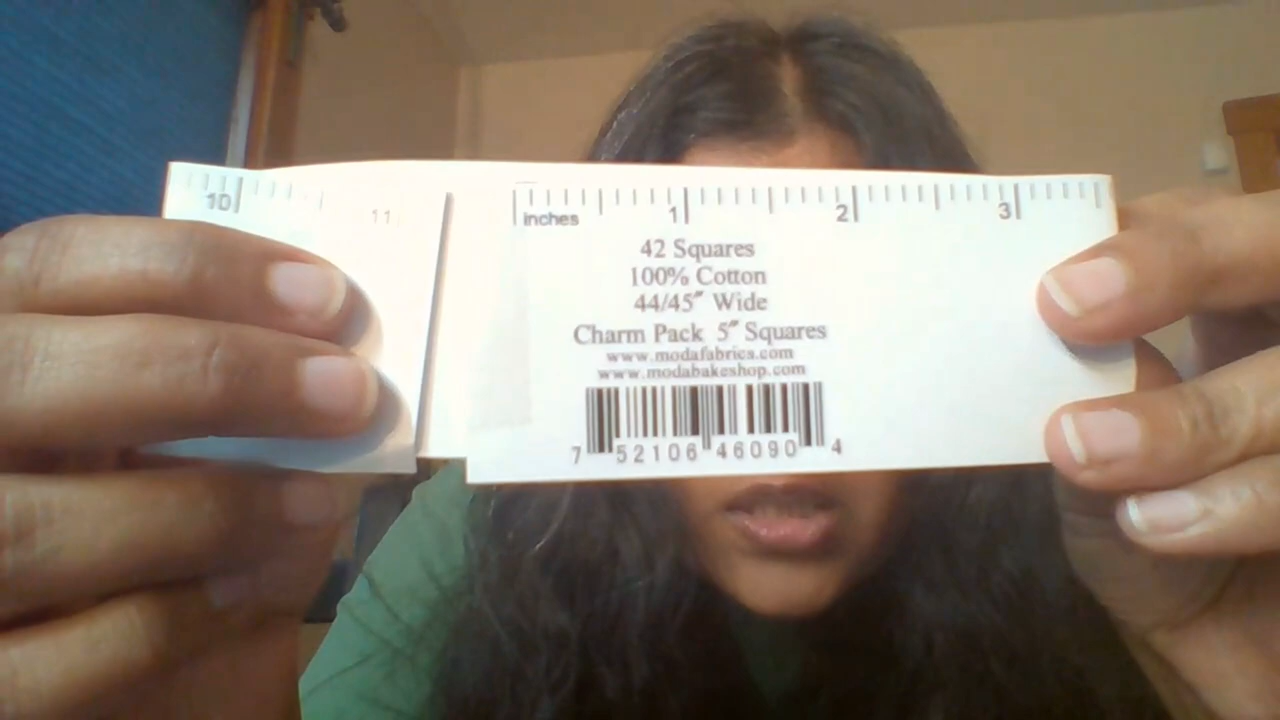 10 11 inches 1 2 3
42 Squares
100% Cotton
44/45″ Wide
Charm Pack 5″ Squares
www.modafabrics.com
www.modabakeshop.com
7 52106 46090 4